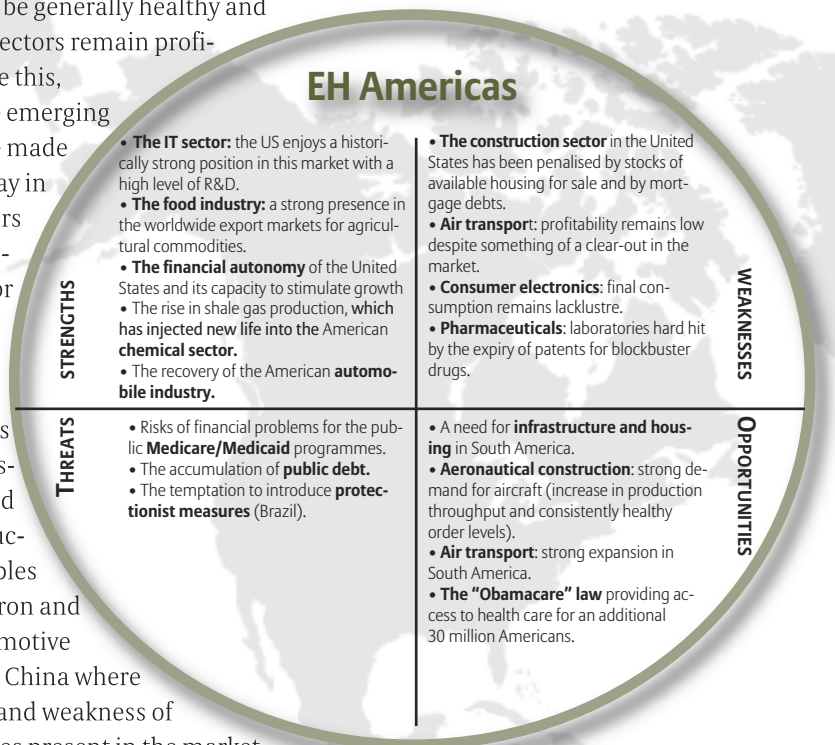 be generally healthy and
ectors remain profi-
e this,
emerging
made
ay in
rs
-
or
s
s-
d
uc-
ples
ron and
motive
China where
and weakness of
es present in the market
EH Americas
STRENGTHS
• The IT sector: the US enjoys a histori-
cally strong position in this market with a
high level of R&D.
• The food industry: a strong presence in
the worldwide export markets for agricul-
tural commodities.
• The financial autonomy of the United
States and its capacity to stimulate growth
• The rise in shale gas production, which
has injected new life into the American
chemical sector.
• The recovery of the American automo-
bile industry.
WEAKNESSES
• The construction sector in the United
States has been penalised by stocks of
available housing for sale and by mort-
gage debts.
• Air transport: profitability remains low
despite something of a clear-out in the
market.
• Consumer electronics: final con-
sumption remains lacklustre.
• Pharmaceuticals: laboratories hard hit
by the expiry of patents for blockbuster
drugs.
THREATS
• Risks of financial problems for the pub-
lic Medicare/Medicaid programmes.
• The accumulation of public debt.
• The temptation to introduce protec-
tionist measures (Brazil).
OPPORTUNITIES
• A need for infrastructure and hous-
ing in South America.
• Aeronautical construction: strong de-
mand for aircraft (increase in production
throughput and consistently healthy
order levels).
• Air transport: strong expansion in
South America.
• The "Obamacare" law providing ac-
cess to health care for an additional
30 million Americans.